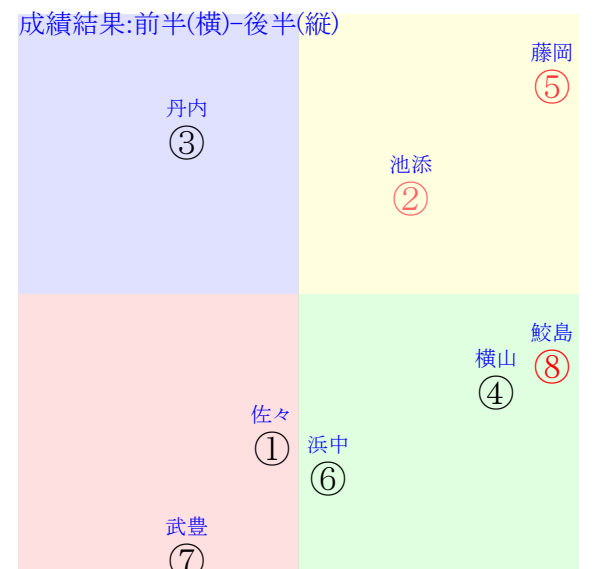 成績結果:前半(横)−後半(縦)
藤岡
⑤
丹内
③
池添
②
鮫島
⑧
横山
④
佐々
①
浜中
⑥
武豊
⑦